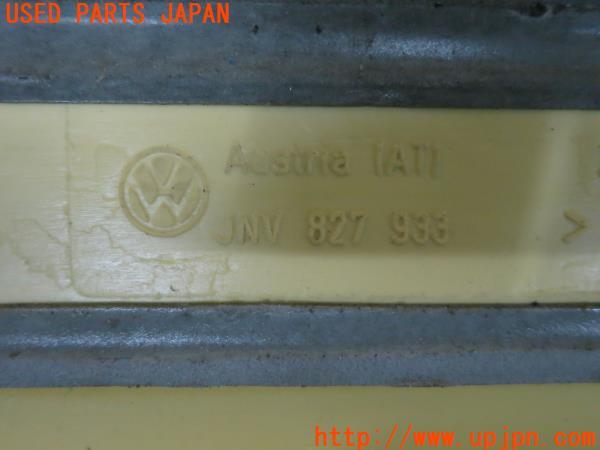 USED PARTS JAPAN
Austria [AT]
JNV 827 933
>
http://www.upjpn.com